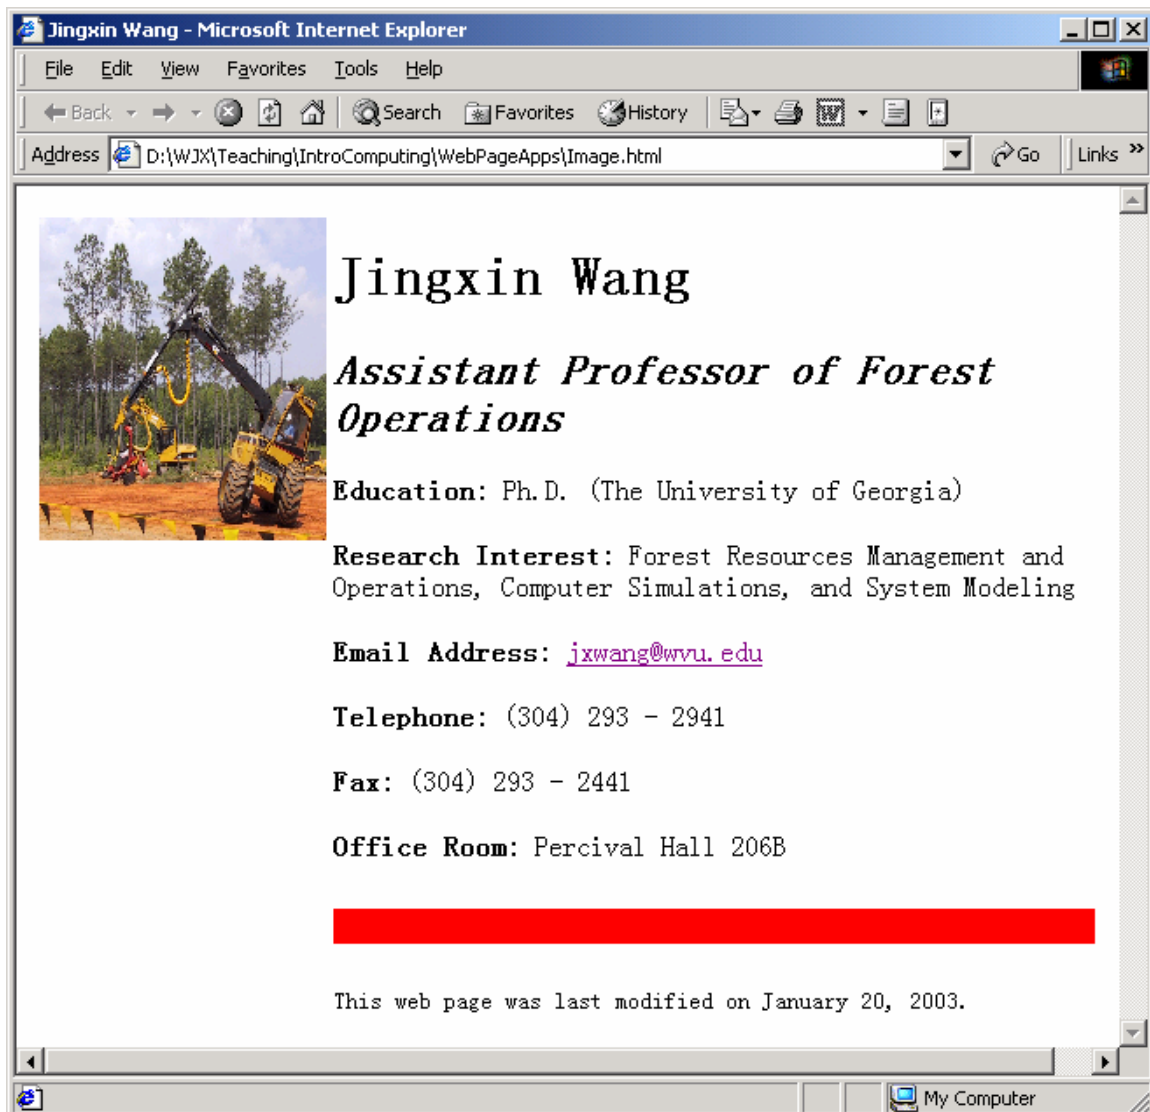 Jingxin Wang - Microsoft Internet Explorer
File Edit View Favorites Tools Help
Back Search Favorites History
Address D:\WJX\Teaching\IntroComputing\WebPageApps\Image.html Go Links »
Jingxin Wang
Assistant Professor of Forest
Operations
Education: Ph.D. (The University of Georgia)
Research Interest: Forest Resources Management and
Operations, Computer Simulations, and System Modeling
Email Address: jxwang@wvu.edu
Telephone: (304) 293 - 2941
Fax: (304) 293 - 2441
Office Room: Percival Hall 206B
This web page was last modified on January 20, 2003.
My Computer